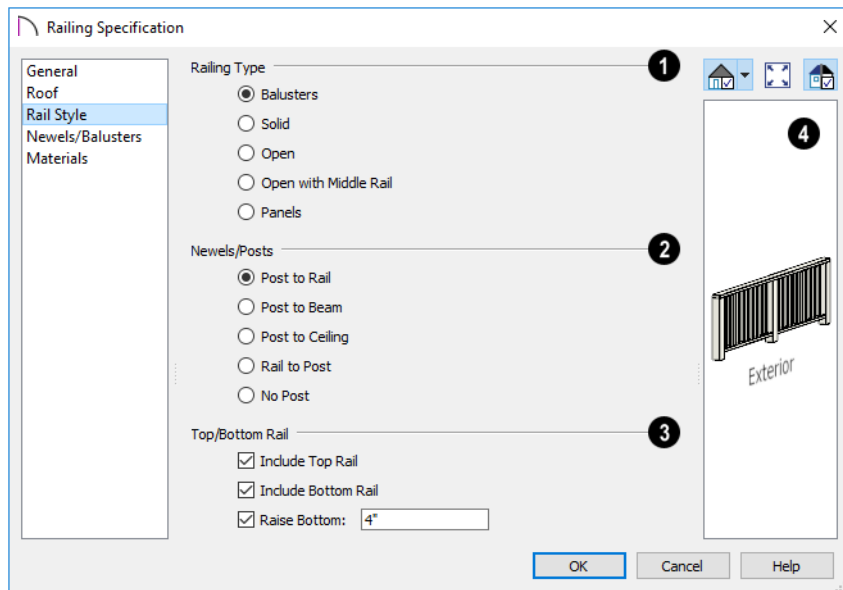 Railing Specification
General
Roof
Rail Style
Newels/Balusters
Materials
Railing Type
1
Balusters
Solid
Open
Open with Middle Rail
Panels
Newels/Posts
2
Post to Rail
Post to Beam
Post to Ceiling
Rail to Post
No Post
Top/Bottom Rail
3
Include Top Rail
Include Bottom Rail
Raise Bottom: 4"
4
Exterior
OK Cancel Help